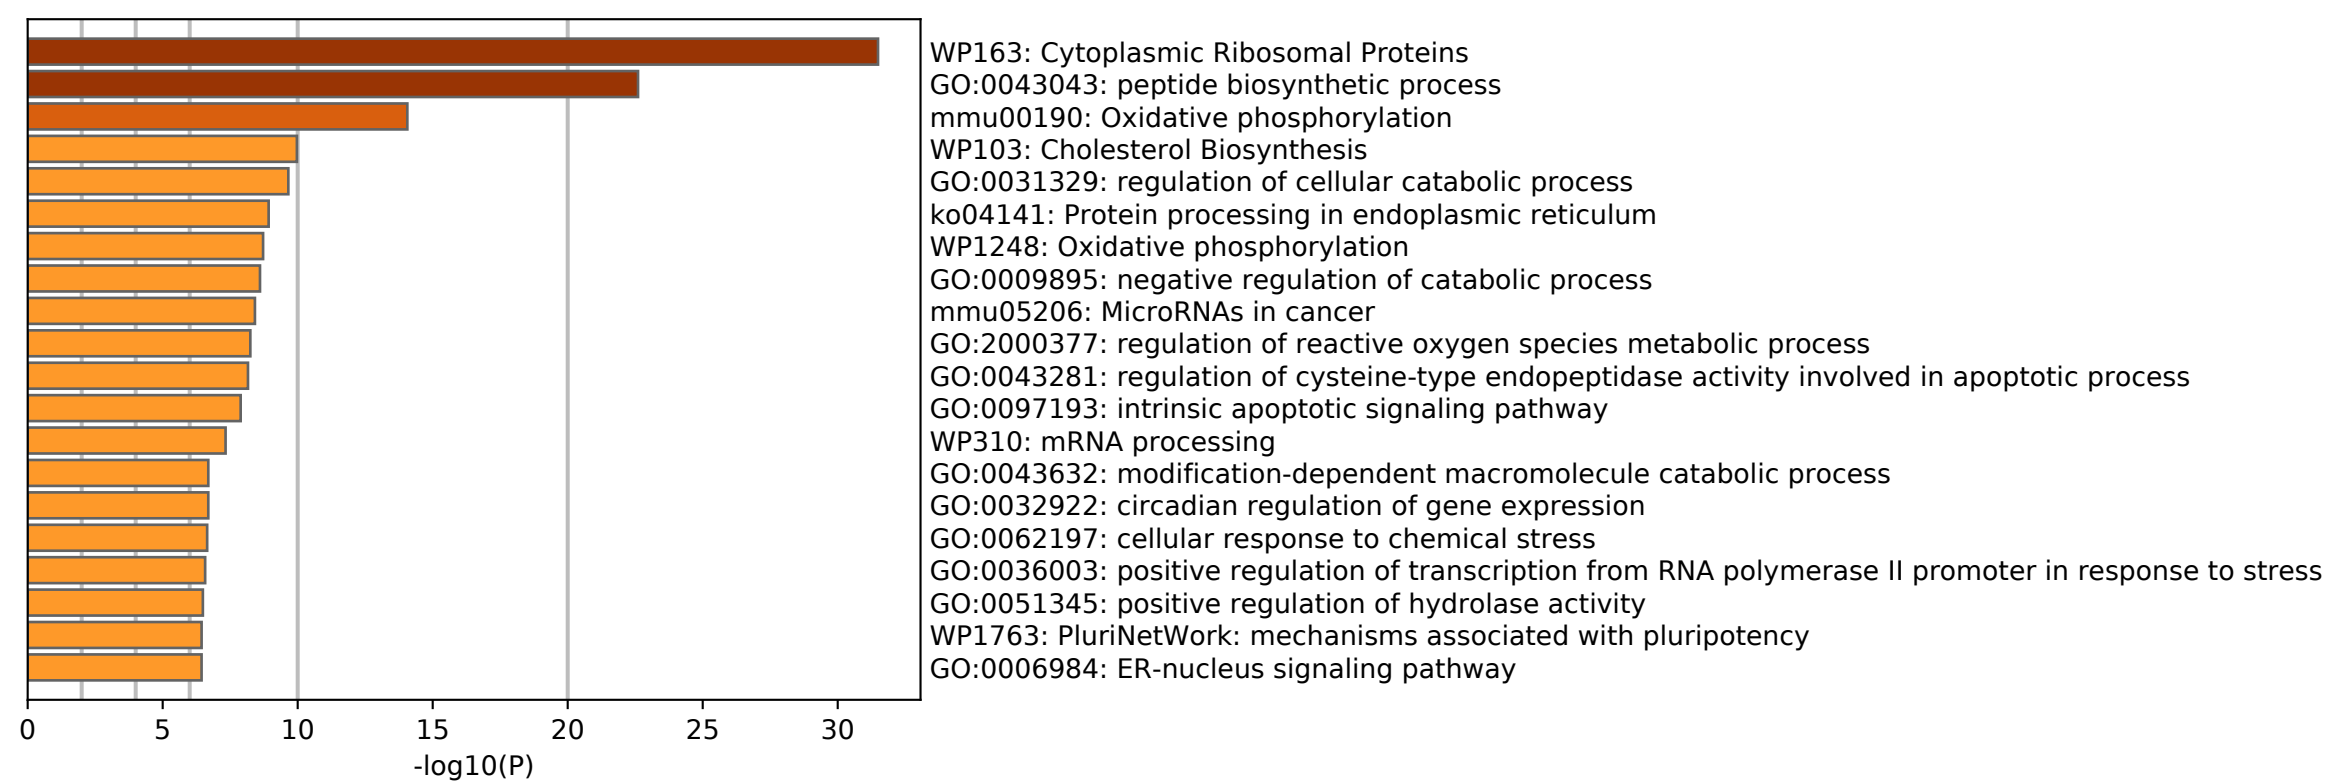 WP163: Cytoplasmic Ribosomal Proteins
GO:0043043: peptide biosynthetic process
mmu00190: Oxidative phosphorylation
WP103: Cholesterol Biosynthesis
GO:0031329: regulation of cellular catabolic process
ko04141: Protein processing in endoplasmic reticulum
WP1248: Oxidative phosphorylation
GO:0009895: negative regulation of catabolic process
mmu05206: MicroRNAs in cancer
GO:2000377: regulation of reactive oxygen species metabolic process
GO:0043281: regulation of cysteine-type endopeptidase activity involved in apoptotic process
GO:0097193: intrinsic apoptotic signaling pathway
WP310: mRNA processing
GO:0043632: modification-dependent macromolecule catabolic process
GO:0032922: circadian regulation of gene expression
GO:0062197: cellular response to chemical stress
GO:0036003: positive regulation of transcription from RNA polymerase II promoter in response to stress
GO:0051345: positive regulation of hydrolase activity
WP1763: PluriNetWork: mechanisms associated with pluripotency
GO:0006984: ER-nucleus signaling pathway
0 5 10 15 20 25 30
-log10(P)